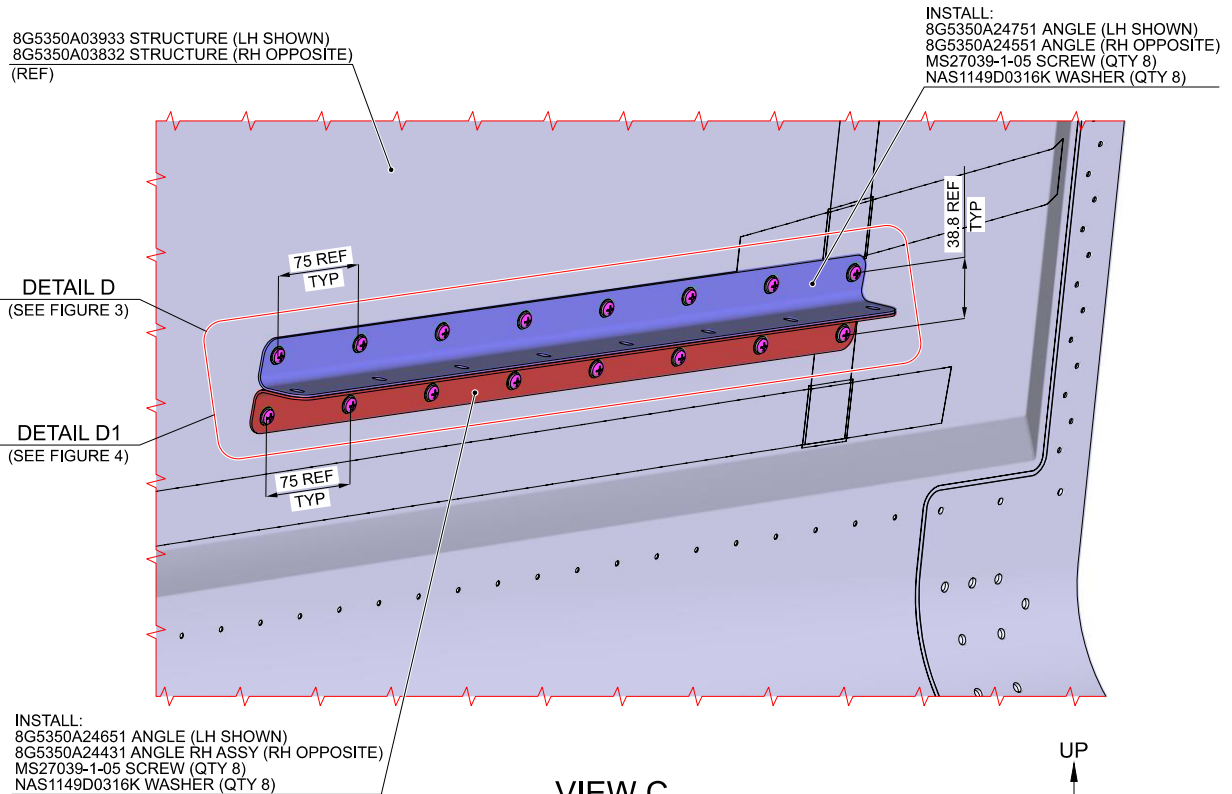 8G5350A03933 STRUCTURE (LH SHOWN)
8G5350A03832 STRUCTURE (RH OPPOSITE)
(REF)
INSTALL:
8G5350A24751 ANGLE (LH SHOWN)
8G5350A24551 ANGLE (RH OPPOSITE)
MS27039-1-05 SCREW (QTY 8)
NAS1149D0316K WASHER (QTY 8)
38.8 REF
TYP
75 REF
TYP
DETAIL D
(SEE FIGURE 3)
DETAIL D1
(SEE FIGURE 4)
75 REF
TYP
INSTALL:
8G5350A24651 ANGLE (LH SHOWN)
8G5350A24431 ANGLE RH ASSY (RH OPPOSITE)
MS27039-1-05 SCREW (QTY 8)
NAS1149D0316K WASHER (QTY 8)
VIEW C
UP